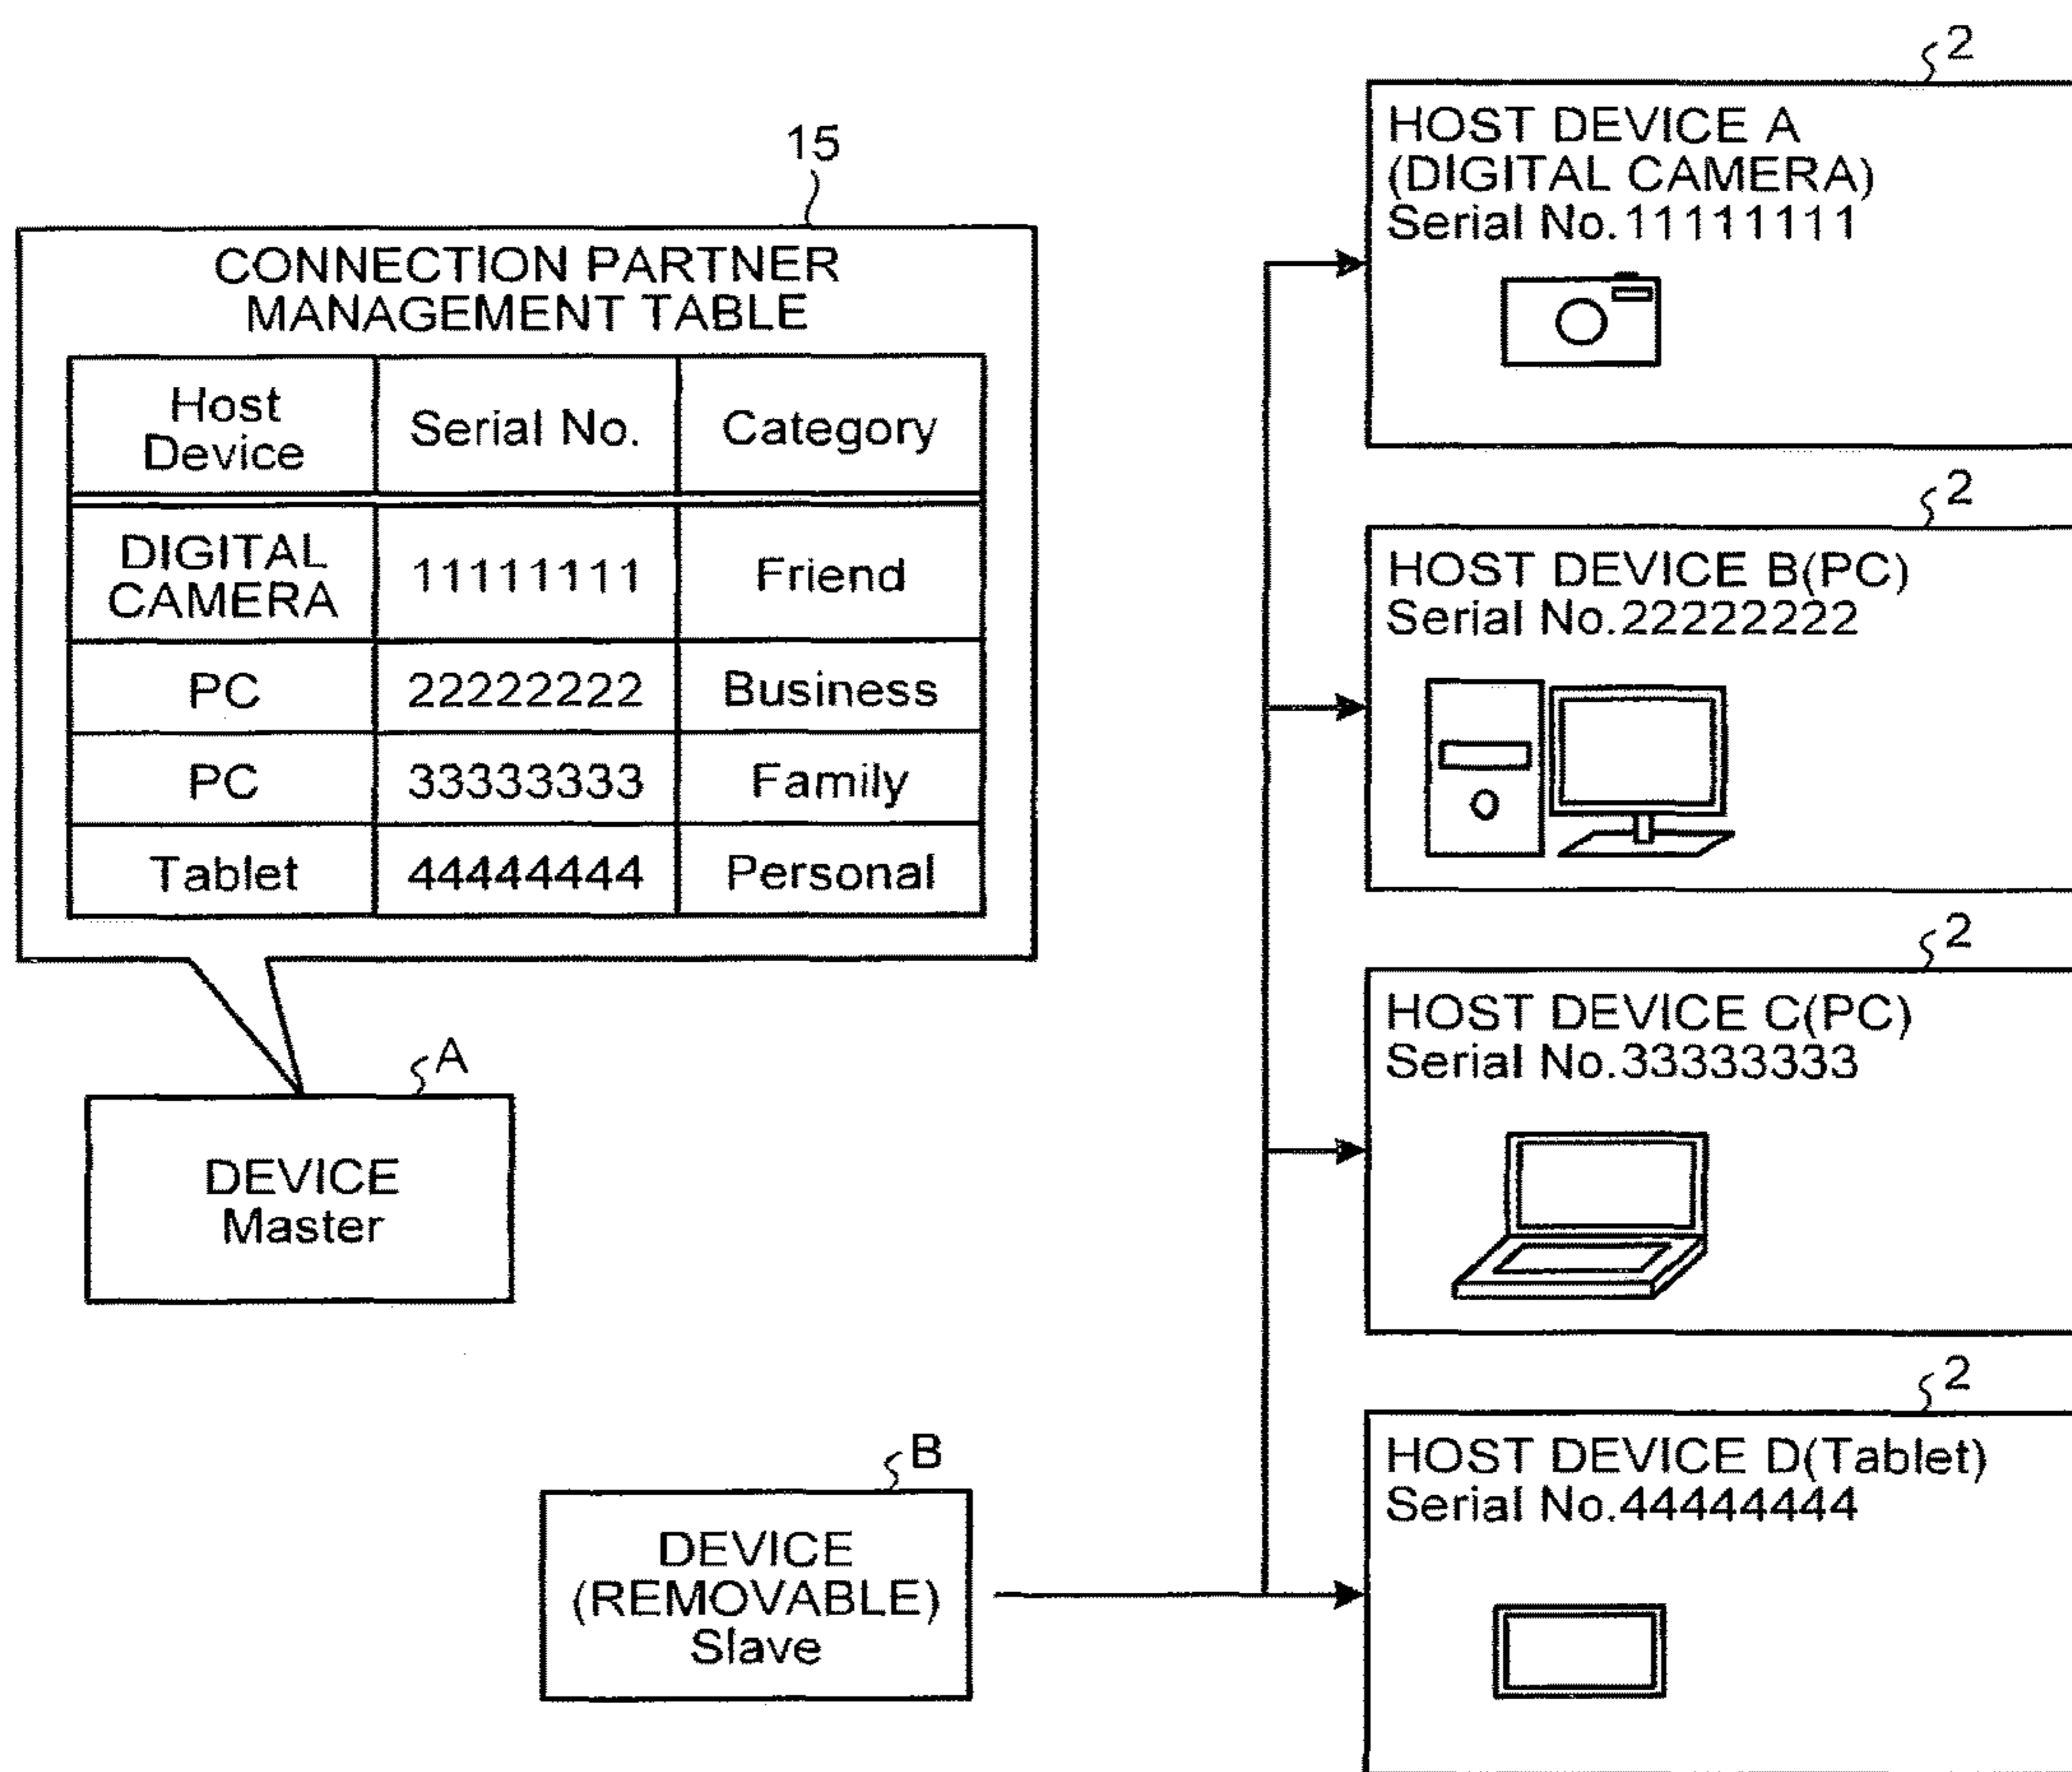 15
CONNECTION PARTNER
MANAGEMENT TABLE
Host
Device
Serial No.
Category
DIGITAL
CAMERA
11111111
Friend
PC
22222222
Business
PC
33333333
Family
Tablet
44444444
Personal
A
DEVICE
Master
B
DEVICE
(REMOVABLE)
Slave
2
HOST DEVICE A
(DIGITAL CAMERA)
Serial No.11111111
2
HOST DEVICE B(PC)
Serial No.22222222
2
HOST DEVICE C(PC)
Serial No.33333333
2
HOST DEVICE D(Tablet)
Serial No.44444444